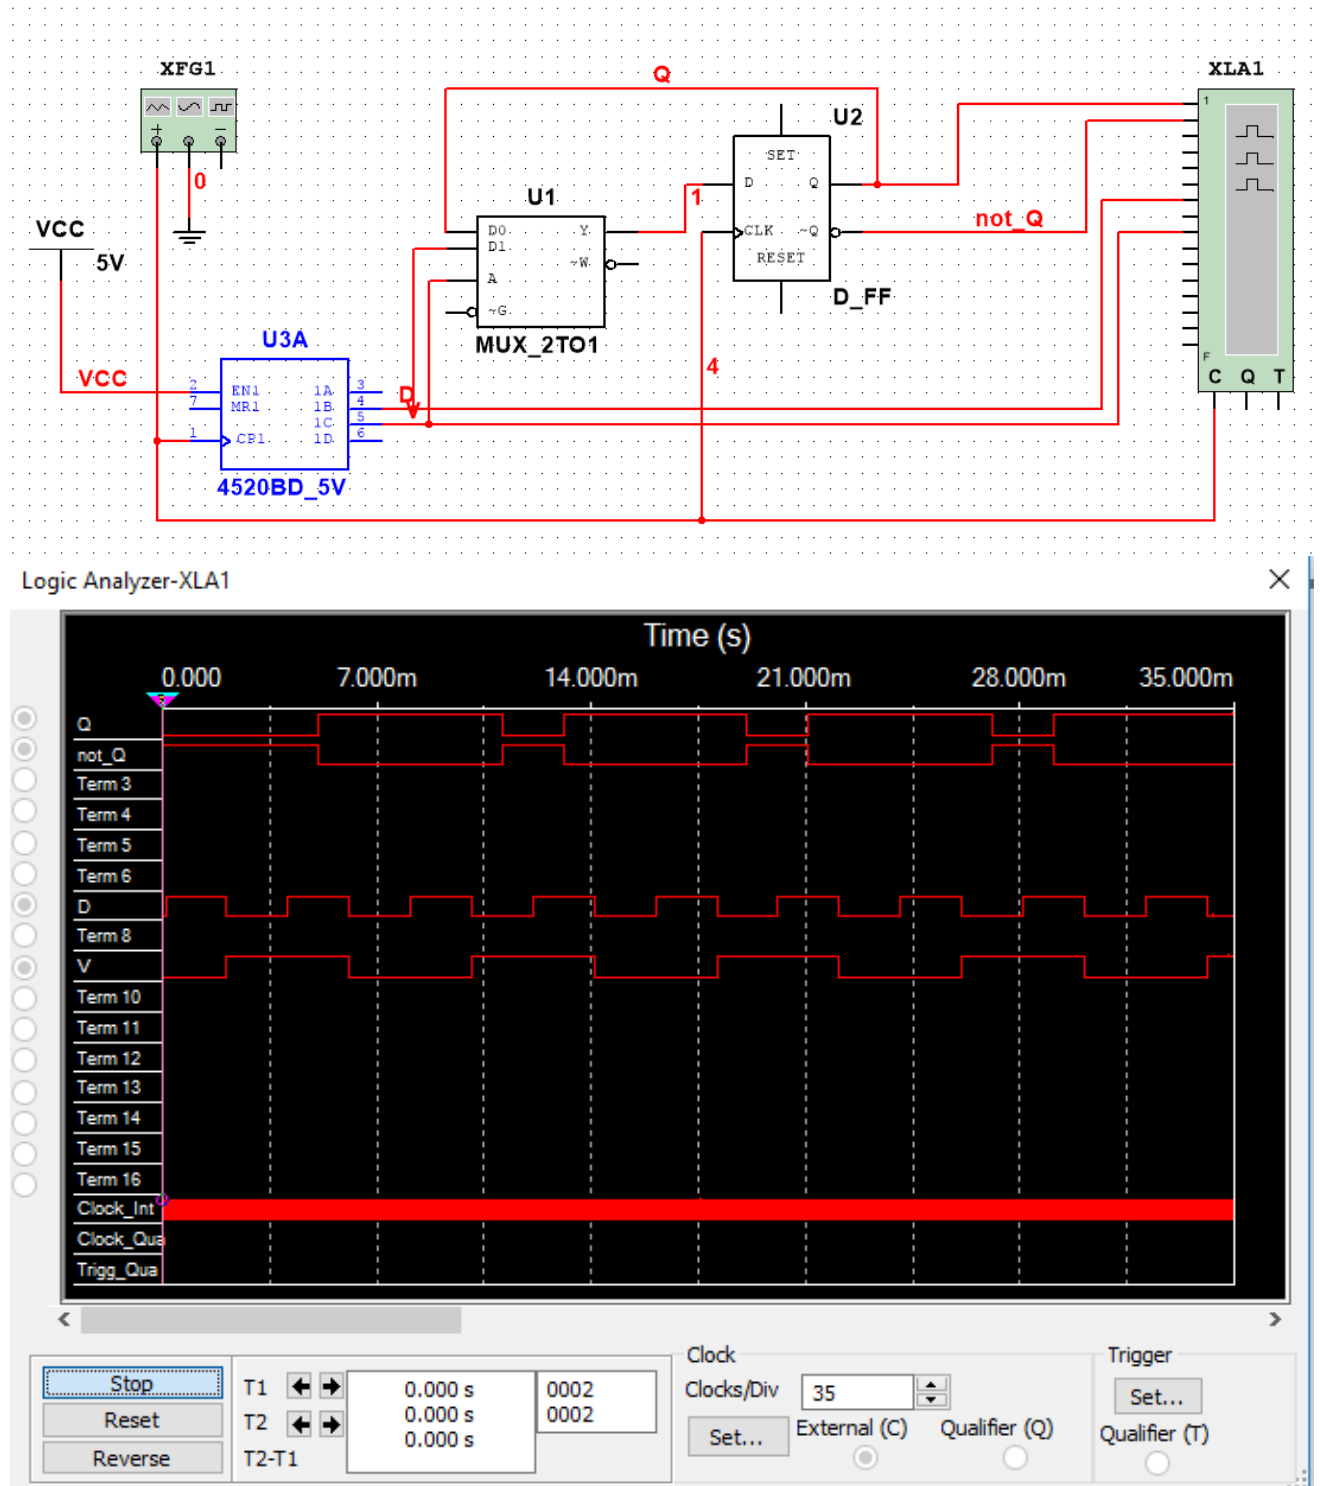 XFG1
XLA1
Q
U2
1
SET
0
D Q
1
U1
VCC
D0 Y
not_Q
D1
CLK ~Q
5V
~W
RESET
A
D_FF
~G
U3A
MUX_2TO1
F
4
C Q T
VCC
2 EN1 1A 3
D
7 MR1 1B 4
1C 5
1 CP1 1D 6
4520BD_5V
Logic Analyzer-XLA1
Time (s)
0.000 7.000m 14.000m 21.000m 28.000m 35.000m
Q
not_Q
Term 3
Term 4
Term 5
Term 6
D
Term 8
V
Term 10
Term 11
Term 12
Term 13
Term 14
Term 15
Term 16
Clock_Int
Clock_Qua
Trigg_Qua
Stop
Reset
Reverse
T1
T2
T2-T1
0.000 s 0002
0.000 s 0002
0.000 s
Clock
Clocks/Div 35
Set... External (C) Qualifier (Q)
Trigger
Set...
Qualifier (T)